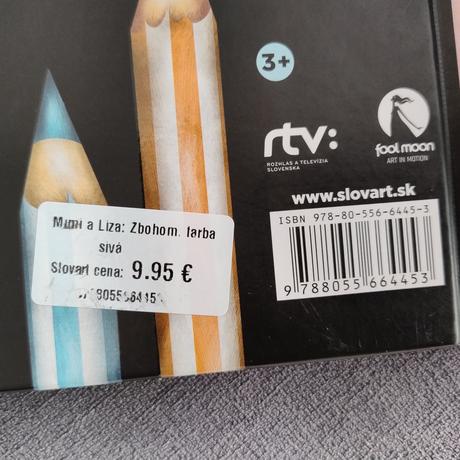 3+
rtv:
ROZHLAS A TELEVÍZIA
SLOVENSKA
fool moon
ART IN MOTION
www.slovart.sk
ISBN 978-80-556-6445-3
9 788055 664453
Mimi a Líza: Zbohom, farba
sivá
Slovart cena: 9.95 €